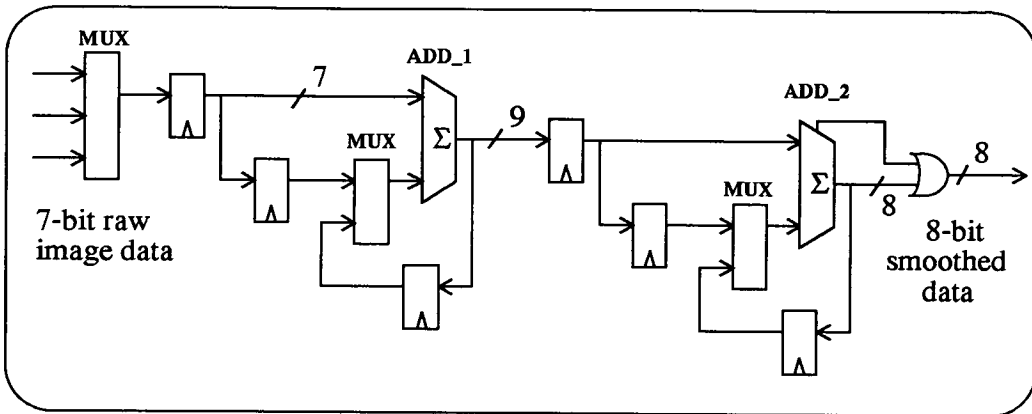 MUX
ADD_1
7
MUX
Σ
9
7-bit raw
image data
ADD_2
MUX
Σ
8
8
8-bit
smoothed
data